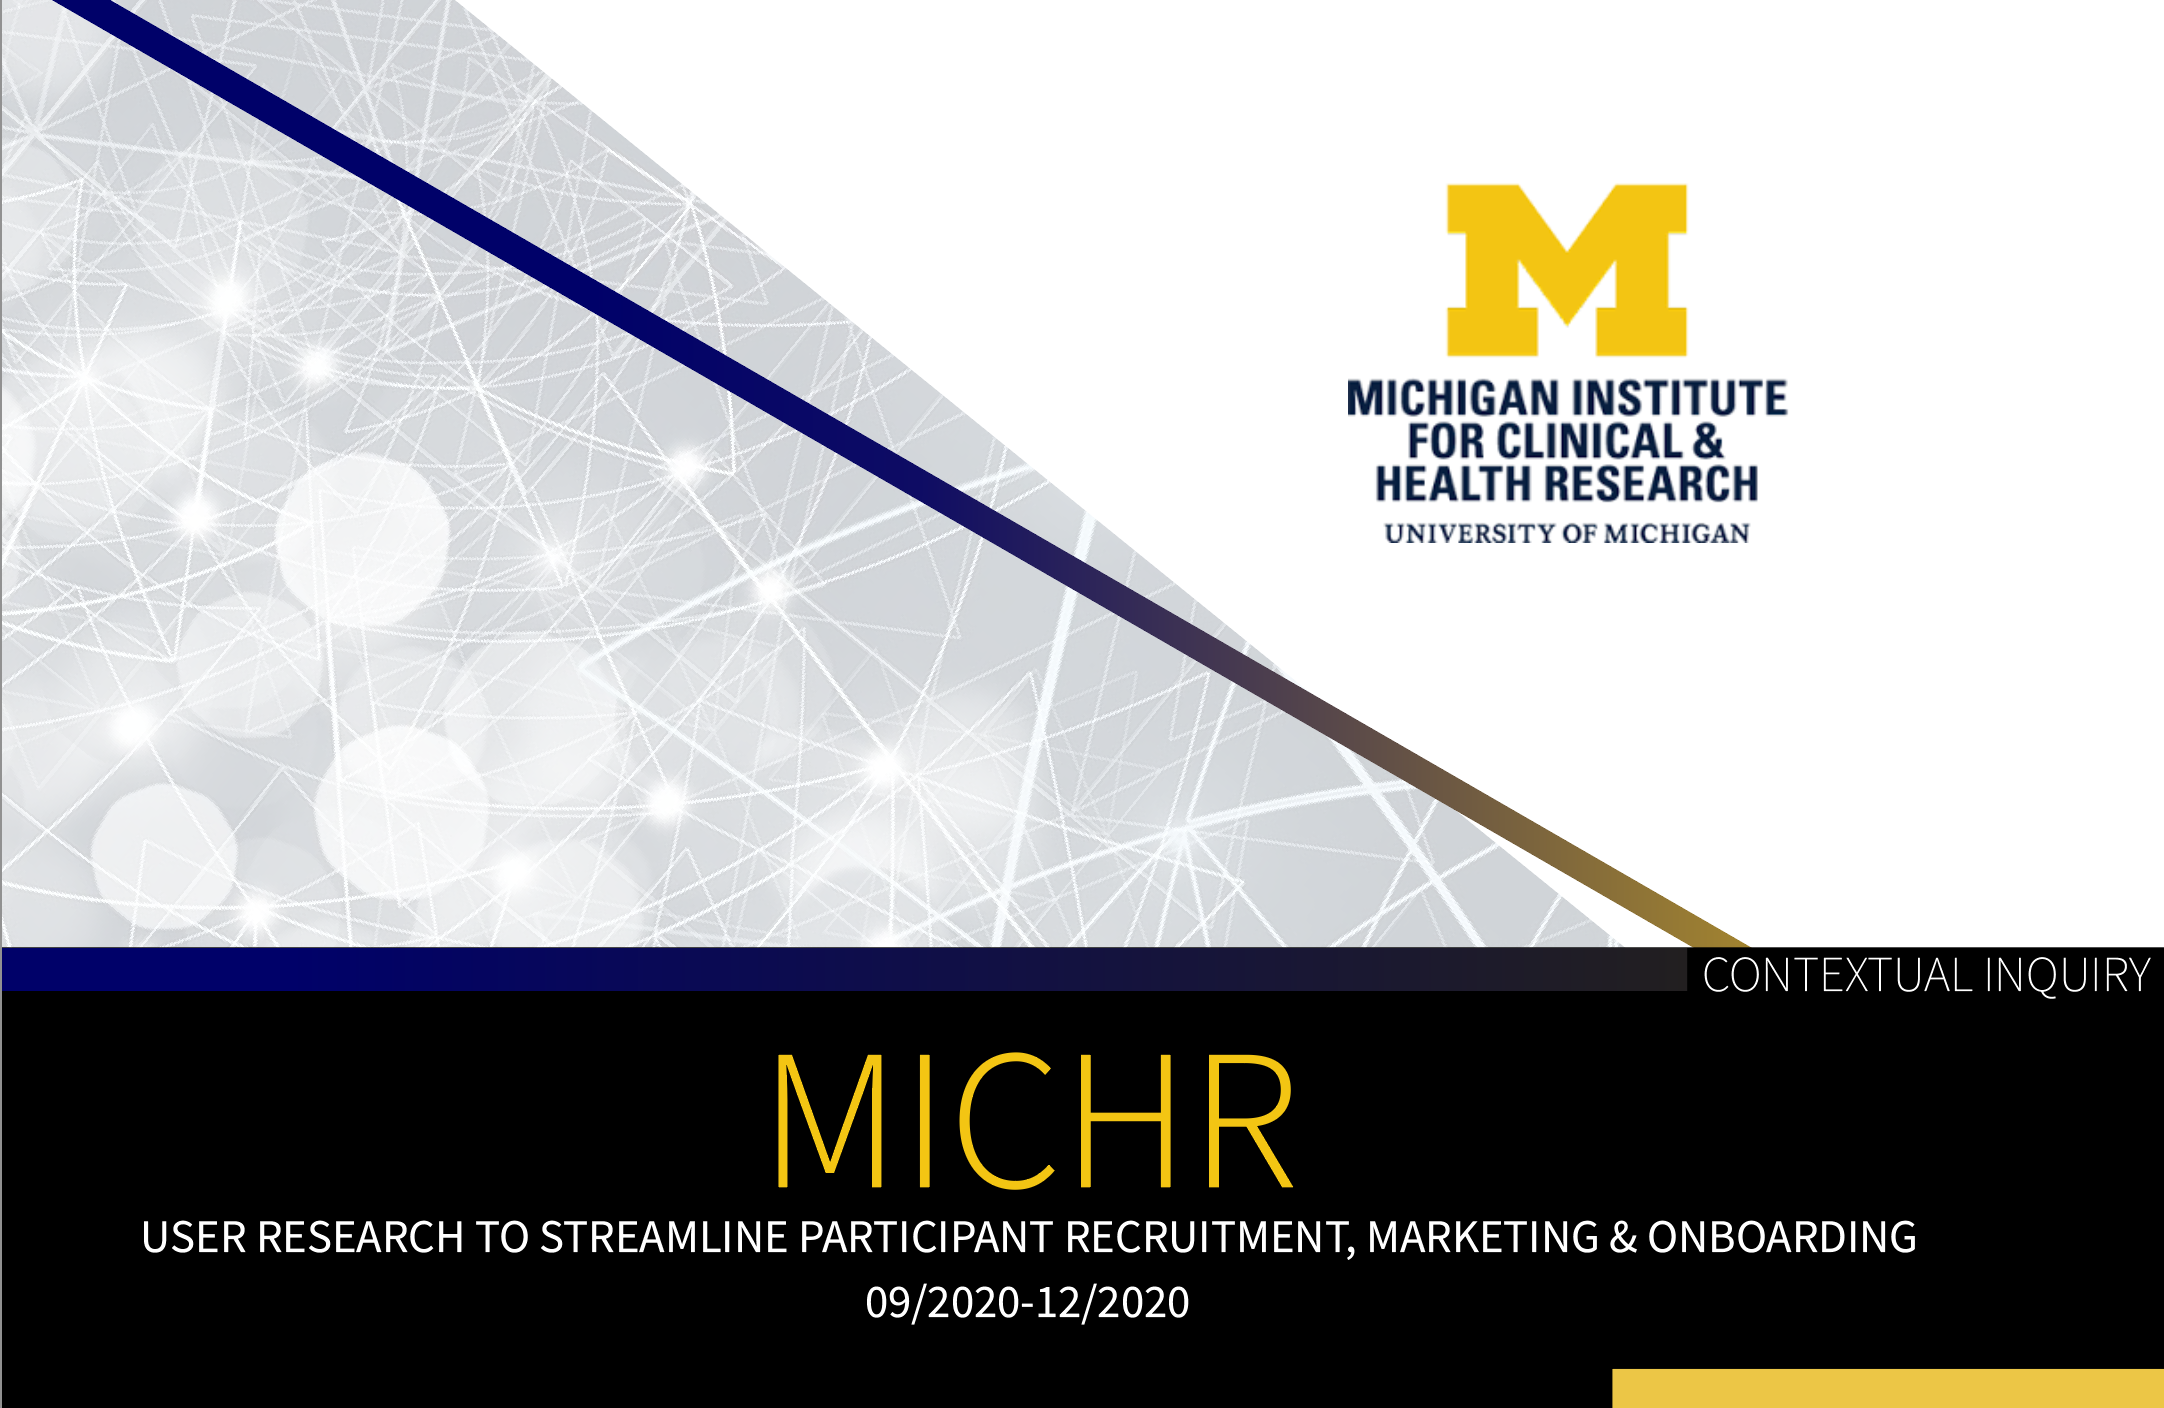 M
MICHIGAN INSTITUTE
FOR CLINICAL &
HEALTH RESEARCH
UNIVERSITY OF MICHIGAN
CONTEXTUAL INQUIRY
MICHR
USER RESEARCH TO STREAMLINE PARTICIPANT RECRUITMENT, MARKETING & ONBOARDING
09/2020-12/2020